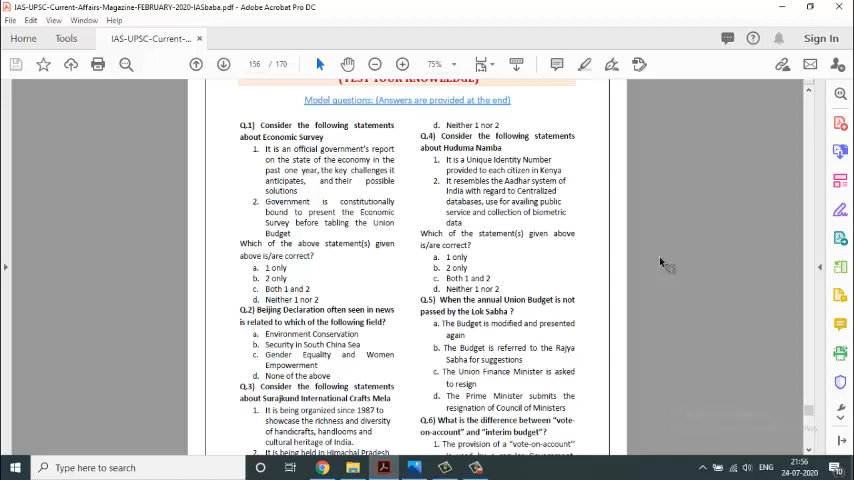 IAS-UPSC-Current-Affairs-Magazine-FEBRUARY-2020-IASbaba.pdf - Adobe Acrobat Pro DC
File Edit View Window Help
Home Tools IAS-UPSC-Current-... × Sign In
156 / 170 75%
(TEST YOUR KNOWLEDGE)
Model questions: (Answers are provided at the end)
Q.1) Consider the following statements
about Economic Survey
1. It is an official government's report
on the state of the economy in the
past one year, the key challenges it
anticipates, and their possible
solutions
2. Government is constitutionally
bound to present the Economic
Survey before tabling the Union
Budget
Which of the above statement(s) given
above is/are correct?
a. 1 only
b. 2 only
c. Both 1 and 2
d. Neither 1 nor 2
Q.2) Beijing Declaration often seen in news
is related to which of the following field?
a. Environment Conservation
b. Security in South China Sea
c. Gender Equality and Women
Empowerment
d. None of the above
Q.3) Consider the following statements
about Surajkund International Crafts Mela
1. It is being organized since 1987 to
showcase the richness and diversity
of handicrafts, handlooms and
cultural heritage of India.
2. It is being held in Himachal Pradesh
d. Neither 1 nor 2
Q.4) Consider the following statements
about Huduma Namba
1. It is a Unique Identity Number
provided to each citizen in Kenya
2. It resembles the Aadhar system of
India with regard to Centralized
databases, use for availing public
service and collection of biometric
data
Which of the statement(s) given above
is/are correct?
a. 1 only
b. 2 only
c. Both 1 and 2
d. Neither 1 nor 2
Q.5) When the annual Union Budget is not
passed by the Lok Sabha ?
a. The Budget is modified and presented
again
b. The Budget is referred to the Rajya
Sabha for suggestions
c. The Union Finance Minister is asked
to resign
d. The Prime Minister submits the
resignation of Council of Ministers
Q.6) What is the difference between "vote-
on-account" and "interim budget"?
1. The provision of a "vote-on-account"
is used by a regular Government,
Type here to search
ENG
21:56
24-07-2020